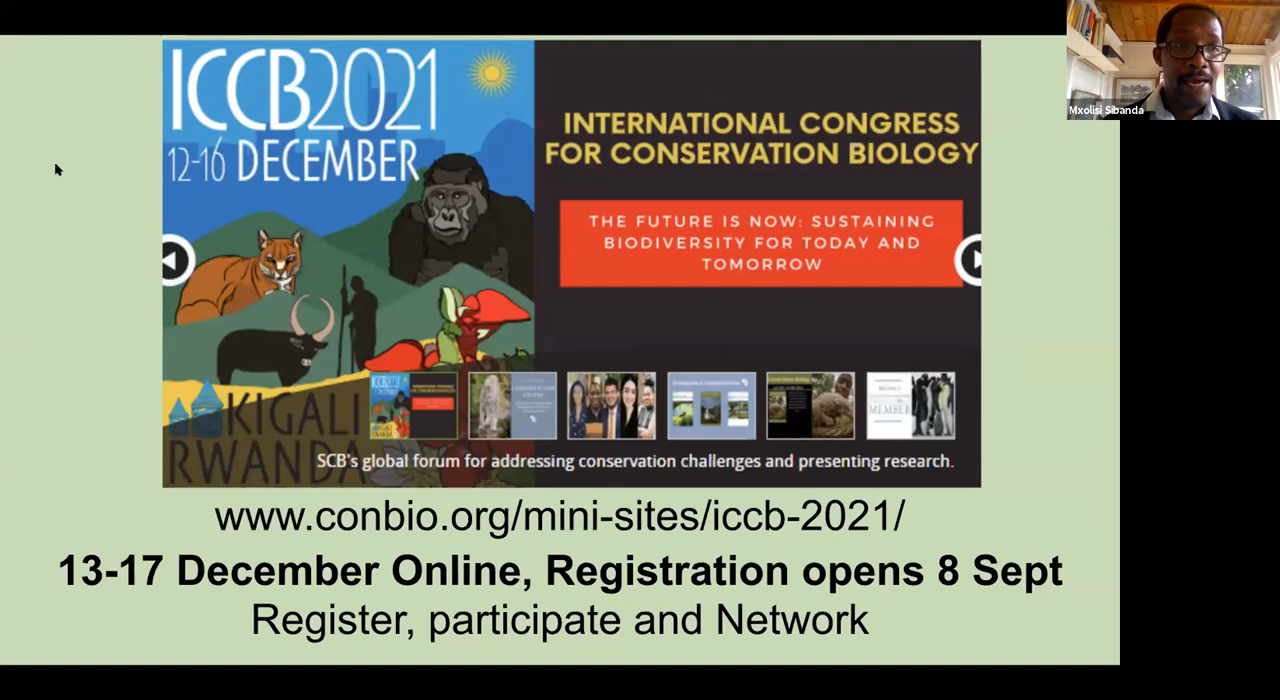 ICCB2021
12-16 DECEMBER
INTERNATIONAL CONGRESS
FOR CONSERVATION BIOLOGY
THE FUTURE IS NOW: SUSTAINING
BIODIVERSITY FOR TODAY AND
TOMORROW
KIGALI
RWANDA
SCB's global forum for addressing conservation challenges and presenting research.
www.conbio.org/mini-sites/iccb-2021/
13-17 December Online, Registration opens 8 Sept
Register, participate and Network
Mxolisi Sibanda
MEMBER